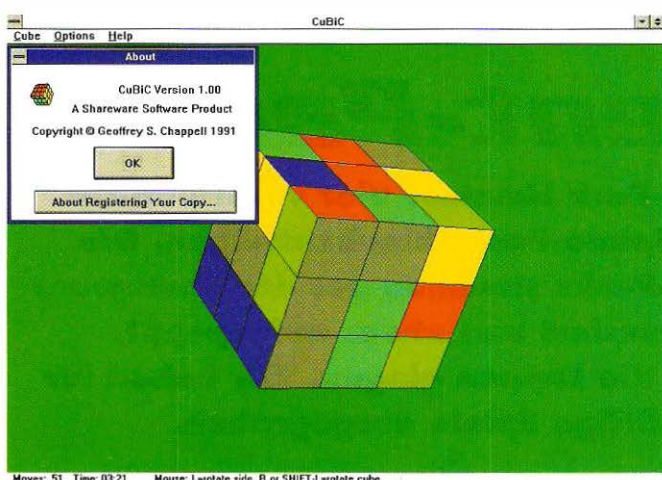 CuBiC
Cube Options Help
About
CuBiC Version 1.00
A Shareware Software Product
Copyright © Geoffrey S. Chappell 1991
OK
About Registering Your Copy...
Moves: 51 Time: 03:21 Mouse: L-rotate side, R or SHIFT-L-rotate cube